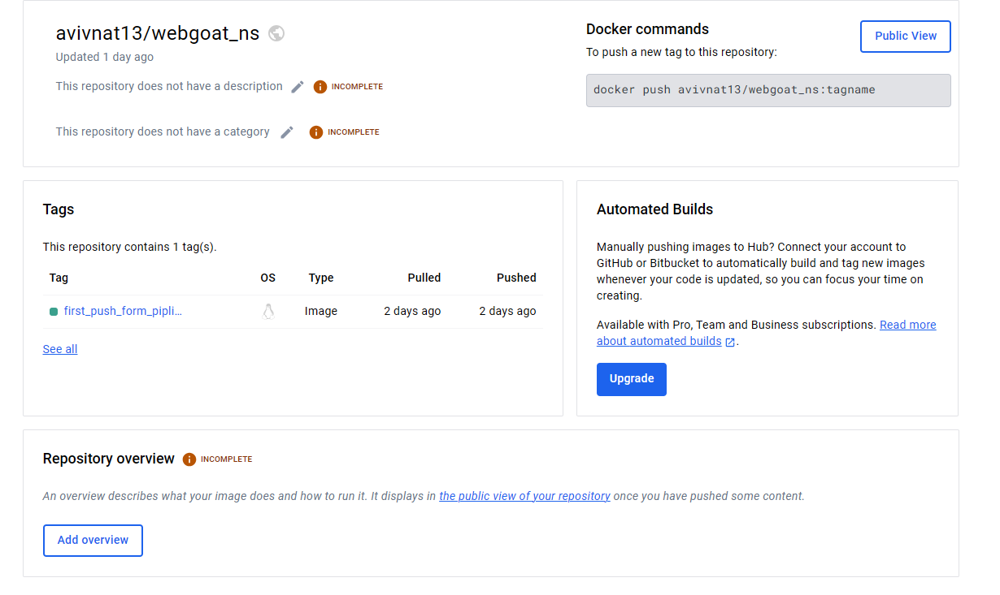 avivnat13/webgoat_ns
Updated 1 day ago
This repository does not have a description
INCOMPLETE
This repository does not have a category
INCOMPLETE
Docker commands
To push a new tag to this repository:
Public View
docker push avivnat13/webgoat_ns:tagname
Tags
This repository contains 1 tag(s).
Tag OS Type Pulled Pushed
first_push_form_pipli... Image 2 days ago 2 days ago
See all
Automated Builds
Manually pushing images to Hub? Connect your account to
GitHub or Bitbucket to automatically build and tag new images
whenever your code is updated, so you can focus your time on
creating.
Available with Pro, Team and Business subscriptions. Read more
about automated builds.
Upgrade
Repository overview INCOMPLETE
An overview describes what your image does and how to run it. It displays in the public view of your repository once you have pushed some content.
Add overview